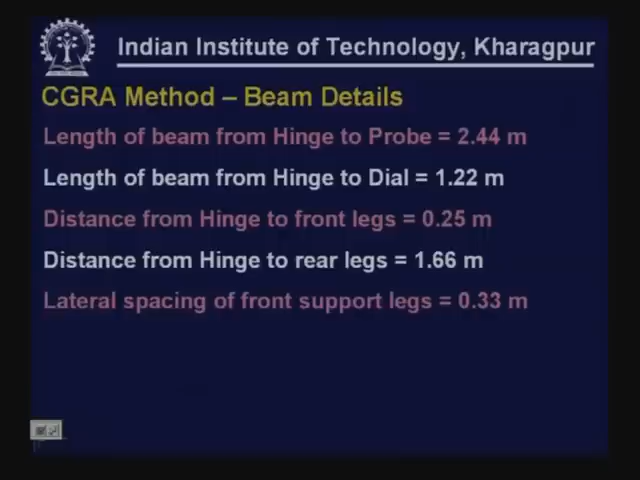 Indian Institute of Technology, Kharagpur
CGRA Method – Beam Details
Length of beam from Hinge to Probe = 2.44 m
Length of beam from Hinge to Dial = 1.22 m
Distance from Hinge to front legs = 0.25 m
Distance from Hinge to rear legs = 1.66 m
Lateral spacing of front support legs = 0.33 m